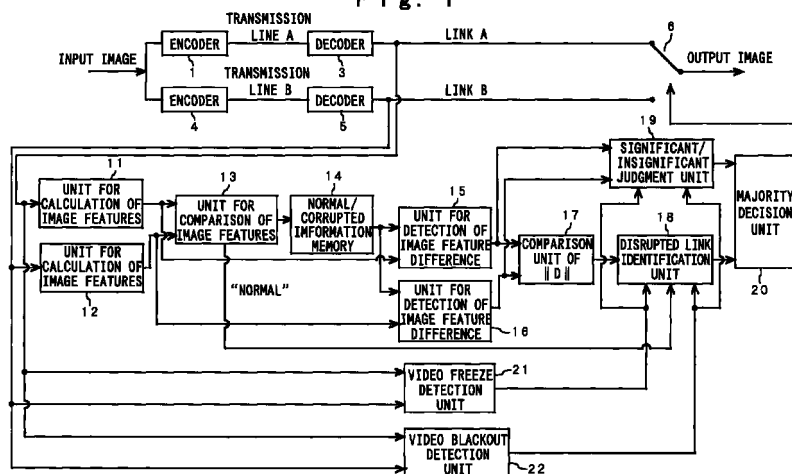 Fig. 1
TRANSMISSION
LINE A
LINK A
INPUT IMAGE
ENCODER
1
DECODER
3
6
OUTPUT IMAGE
TRANSMISSION
LINE B
LINK B
ENCODER
4
DECODER
5
19
SIGNIFICANT/
INSIGNIFICANT
JUDGMENT UNIT
11
UNIT FOR
CALCULATION OF
IMAGE FEATURES
13
UNIT FOR
COMPARISON OF
IMAGE FEATURES
14
NORMAL/
CORRUPTED
IMFORMATION
MEMORY
15
UNIT FOR
DETECTION OF
IMAGE FEATURE
DIFFERENCE
17
COMPARISON
UNIT OF
‖D‖
18
DISRUPTED LINK
IDENTIFICATION
UNIT
MAJORITY
DECISION
UNIT
20
UNIT FOR
CALCULATION OF
IMAGE FEATURES
12
"NORMAL"
UNIT FOR
DETECTION OF
IMAGE FEATURE
DIFFERENCE
16
VIDEO FREEZE
DETECTION
UNIT
21
VIDEO BLACKOUT
DETECTION
UNIT
22